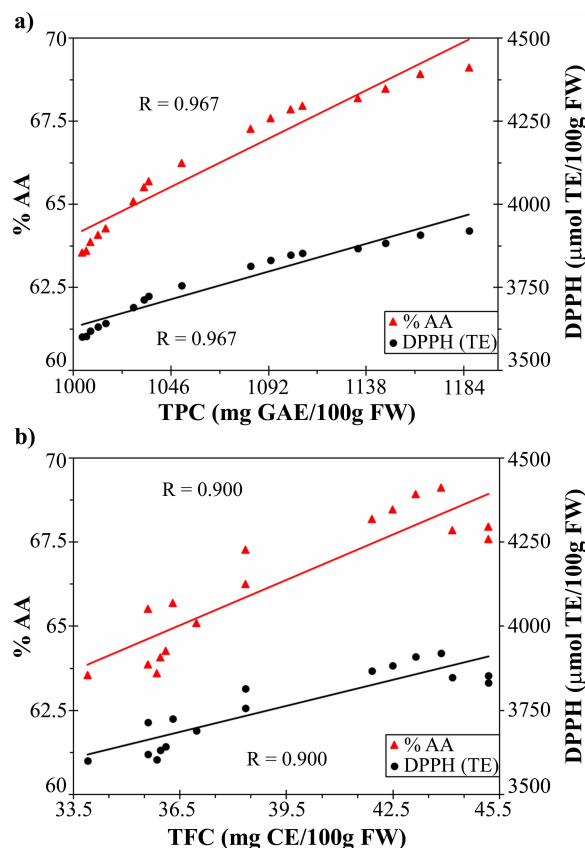 a)
70
67.5
65
62.5
60
% AA
4500
4250
4000
3750
3500
DPPH (μmol TE/100g FW)
R = 0.967
R = 0.967
% AA
DPPH (TE)
1000 1046 1092 1138 1184
TPC (mg GAE/100g FW)
b)
70
67.5
65
62.5
60
% AA
4500
4250
4000
3750
3500
DPPH (μmol TE/100g FW)
R = 0.900
R = 0.900
% AA
DPPH (TE)
33.5 36.5 39.5 42.5 45.5
TFC (mg CE/100g FW)